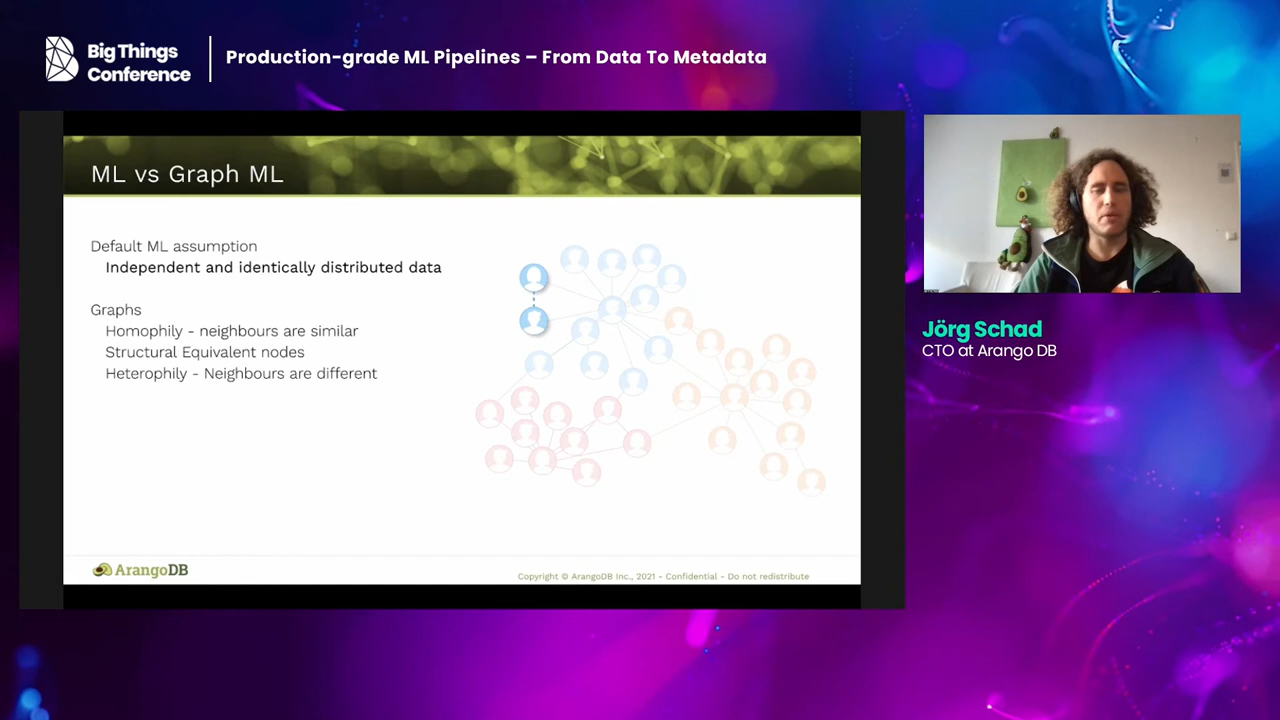 Big Things
Conference
Production-grade ML Pipelines – From Data To Metadata
ML vs Graph ML
Default ML assumption
Independent and identically distributed data
Graphs
Homophily - neighbours are similar
Structural Equivalent nodes
Heterophily - Neighbours are different
ArangoDB
Copyright © ArangoDB Inc., 2021 - Confidential - Do not redistribute
Jörg Schad
CTO at Arango DB